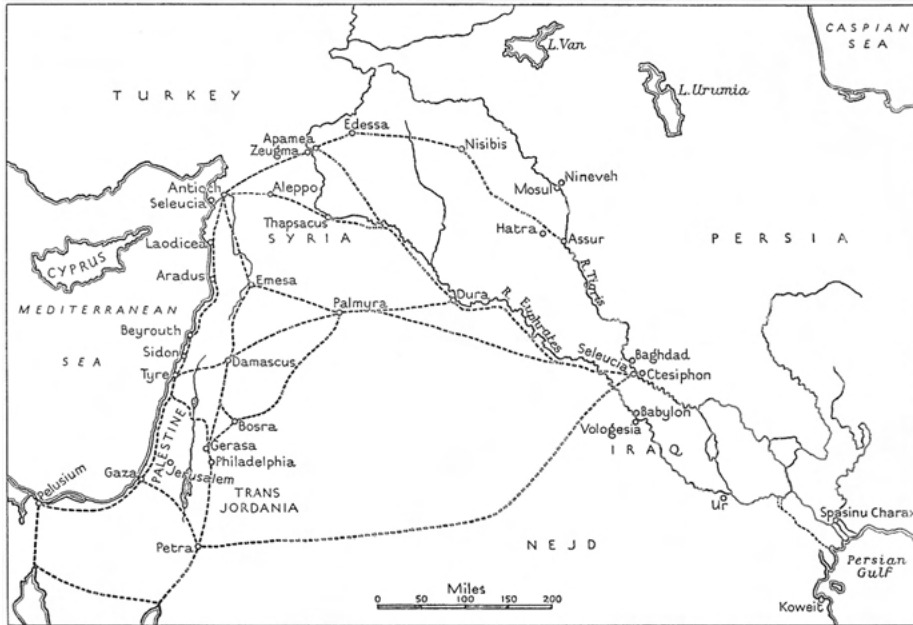 CASPIAN
SEA
L.Van
L.Urumia
TURKEY
Edessa
Apamea
Zeugma
Nisibis
Nineveh
Mosul
Antioch
Seleucia
Aleppo
Thapsacus
Hatra
Assur
SYRIA
PERSIA
Laodicea
CYPRUS
R. Tigris
Aradus
Emesa
MEDITERRANEAN
SEA
Palmyra
Dura
R. Euphrates
Beyrouth
Sidon
Tyre
Damascus
Seleucia
Baghdad
Ctesiphon
Bosra
Babylon
Vologesia
IRAQ
PALESTINE
Gerasa
Philadelphia
Jerusalem
Gaza
Pelusium
TRANS
JORDANIA
Ur
Spasinu Charax
Petra
NEJD
Persian
Gulf
Koweit
Miles
0 50 100 150 200